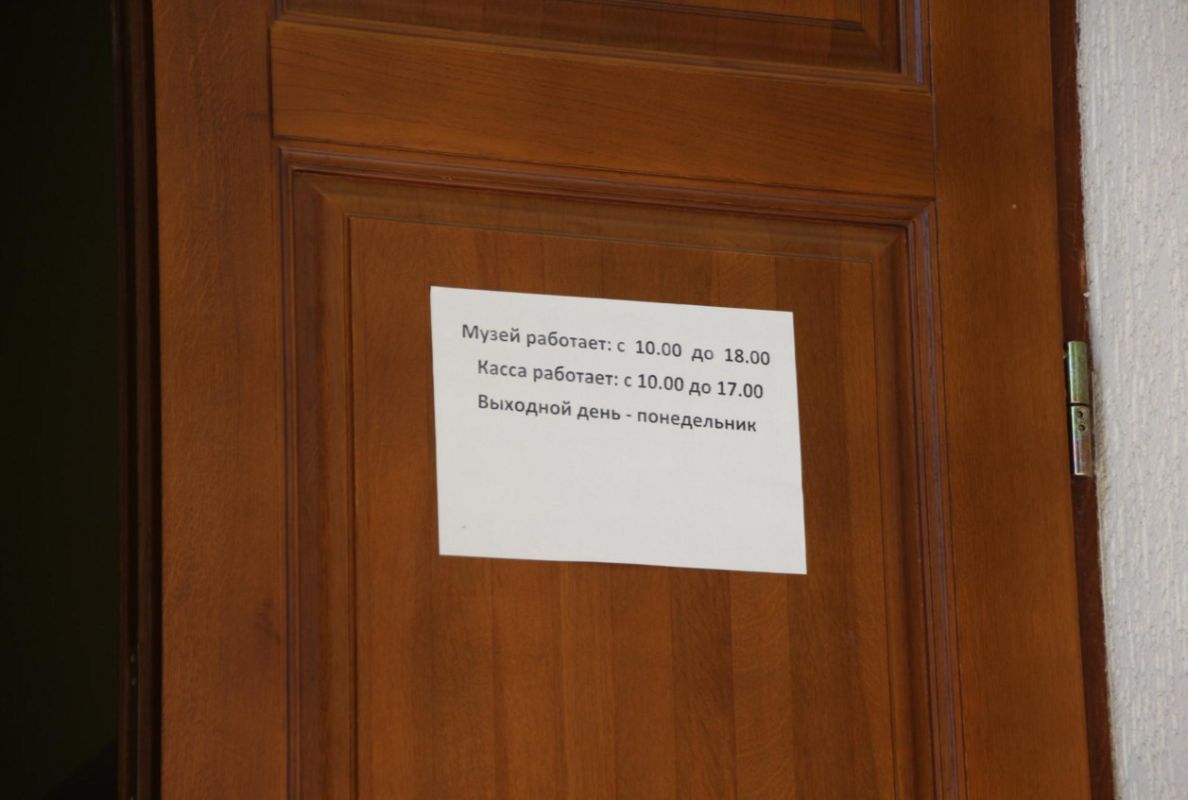 Музей работает: с 10.00 до 18.00
Касса работает: с 10.00 до 17.00
Выходной день - понедельник